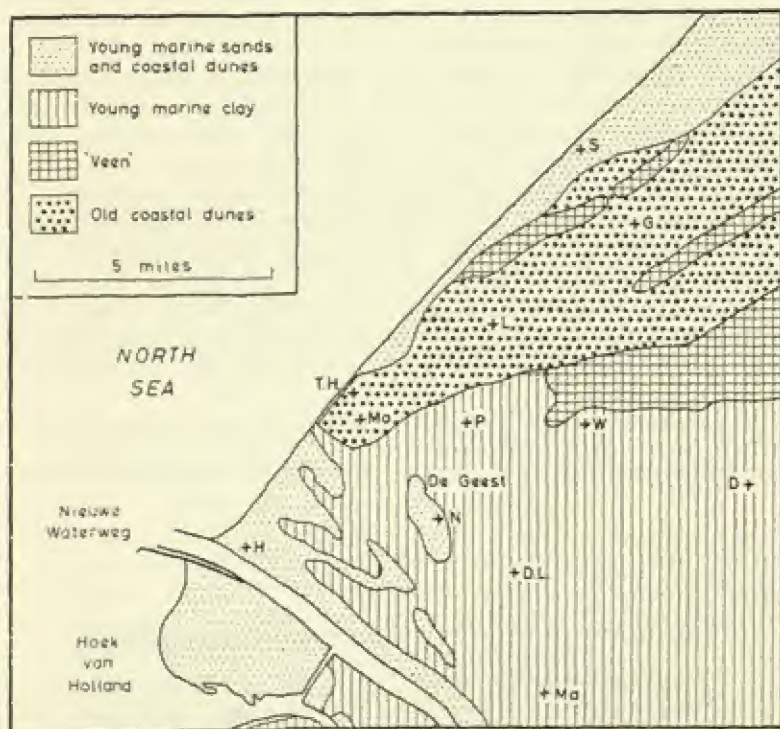 Young marine sands
and coastal dunes
Young marine clay
'Veen'
Old coastal dunes
5 miles
S
G
L
NORTH
SEA
T.H.
Mo
P
W
De Geest
D
N
Nieuwe
Waterweg
H
D.L.
Hoek
van
Holland
Ma